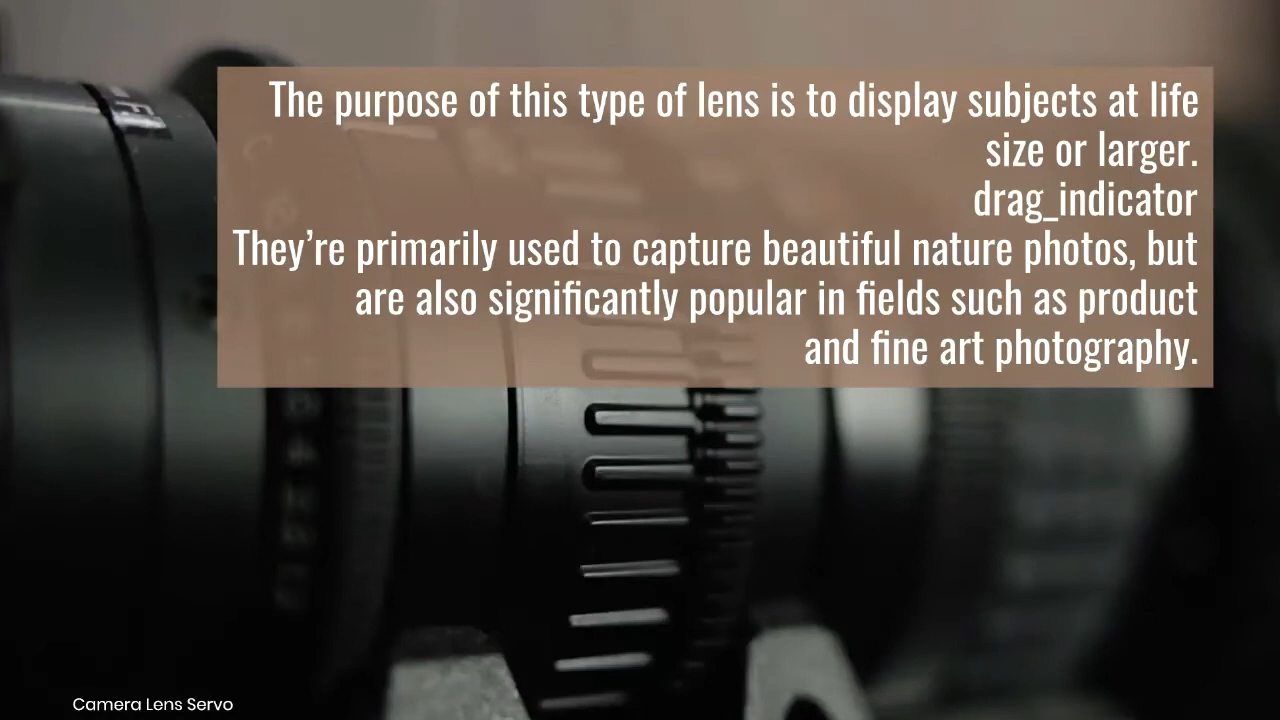 The purpose of this type of lens is to display subjects at life
size or larger.
drag_indicator
They’re primarily used to capture beautiful nature photos, but
are also significantly popular in fields such as product
and fine art photography.
Camera Lens Servo